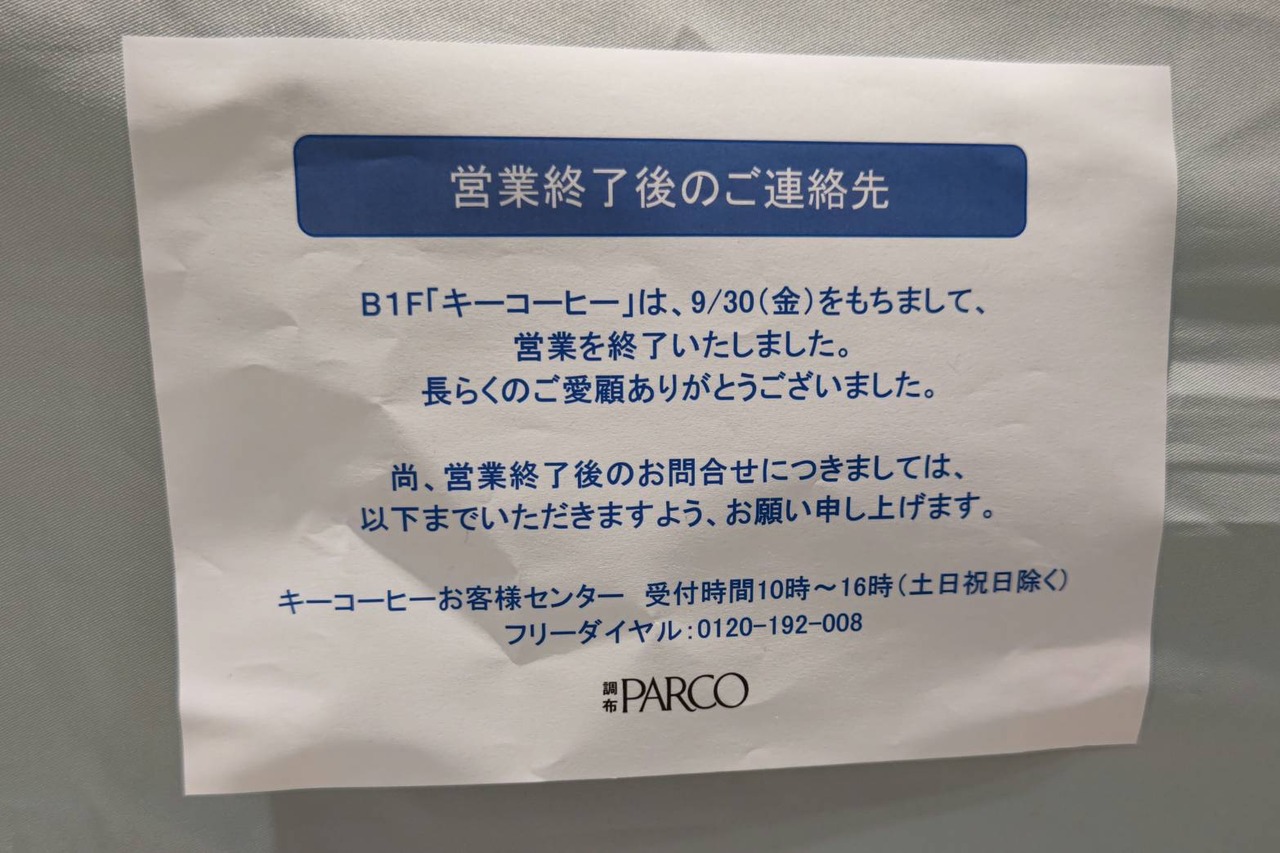 営業終了後のご連絡先
B1F「キーコーヒー」は、9/30(金)をもちまして、
営業を終了いたしました。
長らくのご愛顧ありがとうございました。
尚、営業終了後のお問合せにつきましては、
以下までいただきますよう、お願い申し上げます。
キーコーヒーお客様センター 受付時間10時～16時(土日祝日除く)
フリーダイヤル:0120-192-008
調布PARCO